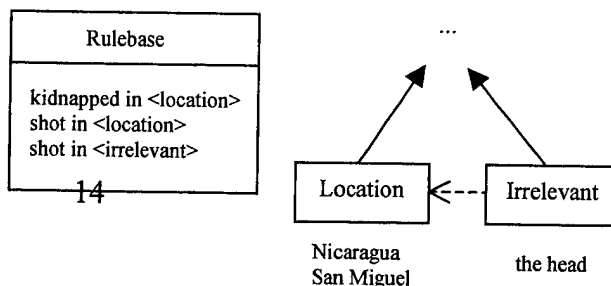 Rulebase
kidnapped in <location>
shot in <location>
shot in <irrelevant>
14
...
Location
Irrelevant
Nicaragua
San Miguel
the head